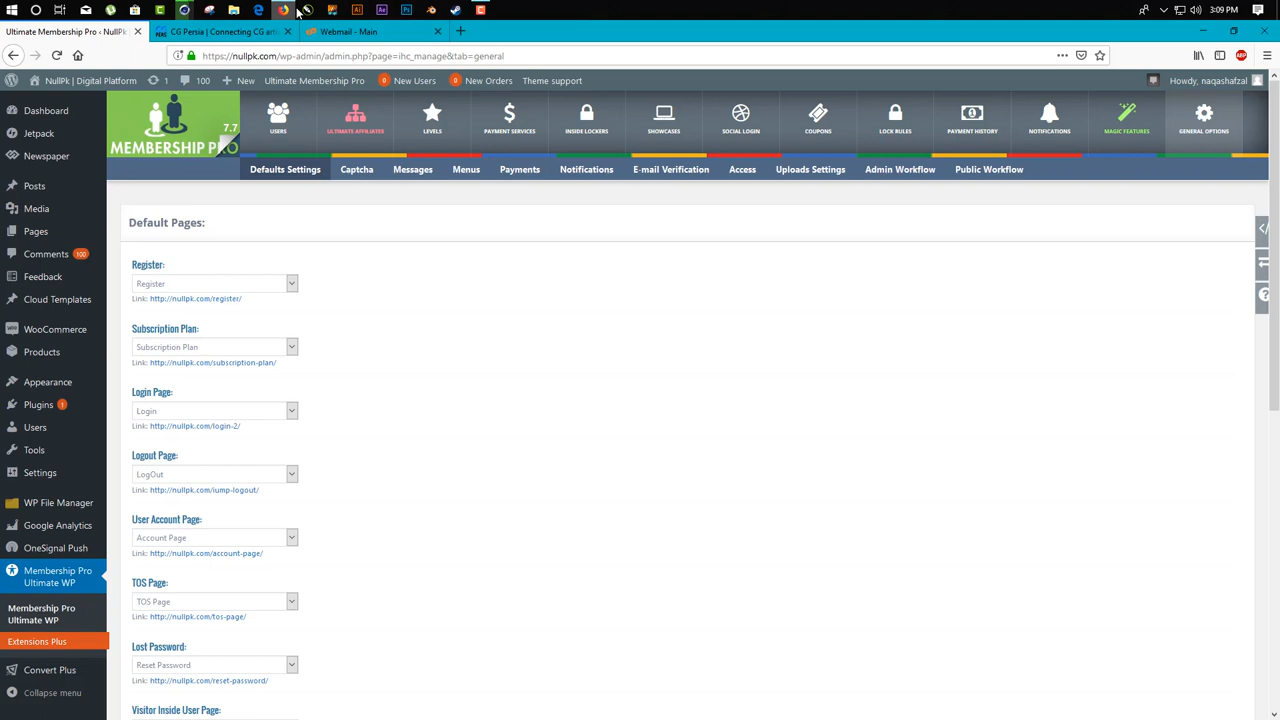 3:09 PM
Ultimate Membership Pro ‹ NullPk |
CG Persia | Connecting CG arti
Webmail - Main
https://nullpk.com/wp-admin/admin.php?page=ihc_manage&tab=general
NullPk | Digital Platform 1 100 New Ultimate Membership Pro 0 New Users 0 New Orders Theme support Howdy, naqashafzal
Dashboard
Jetpack
Newspaper
Posts
Media
Pages
Comments 100
Feedback
Cloud Templates
WooCommerce
Products
Appearance
Plugins 1
Users
Tools
Settings
WP File Manager
Google Analytics
OneSignal Push
Membership Pro
Ultimate WP
Membership Pro
Ultimate WP
Extensions Plus
Convert Plus
Collapse menu
7.7
MEMBERSHIP PRO
USERS ULTIMATE AFFILIATES LEVELS PAYMENT SERVICES INSIDE LOCKERS SHOWCASES SOCIAL LOGIN COUPONS LOCK RULES PAYMENT HISTORY NOTIFICATIONS MAGIC FEATURES GENERAL OPTIONS
Defaults Settings Captcha Messages Menus Payments Notifications E-mail Verification Access Uploads Settings Admin Workflow Public Workflow
Default Pages:
Register:
Register
Link: http://nullpk.com/register/
Subscription Plan:
Subscription Plan
Link: http://nullpk.com/subscription-plan/
Login Page:
Login
Link: http://nullpk.com/login-2/
Logout Page:
LogOut
Link: http://nullpk.com/iump-logout/
User Account Page:
Account Page
Link: http://nullpk.com/account-page/
TOS Page:
TOS Page
Link: http://nullpk.com/tos-page/
Lost Password:
Reset Password
Link: http://nullpk.com/reset-password/
Visitor Inside User Page: